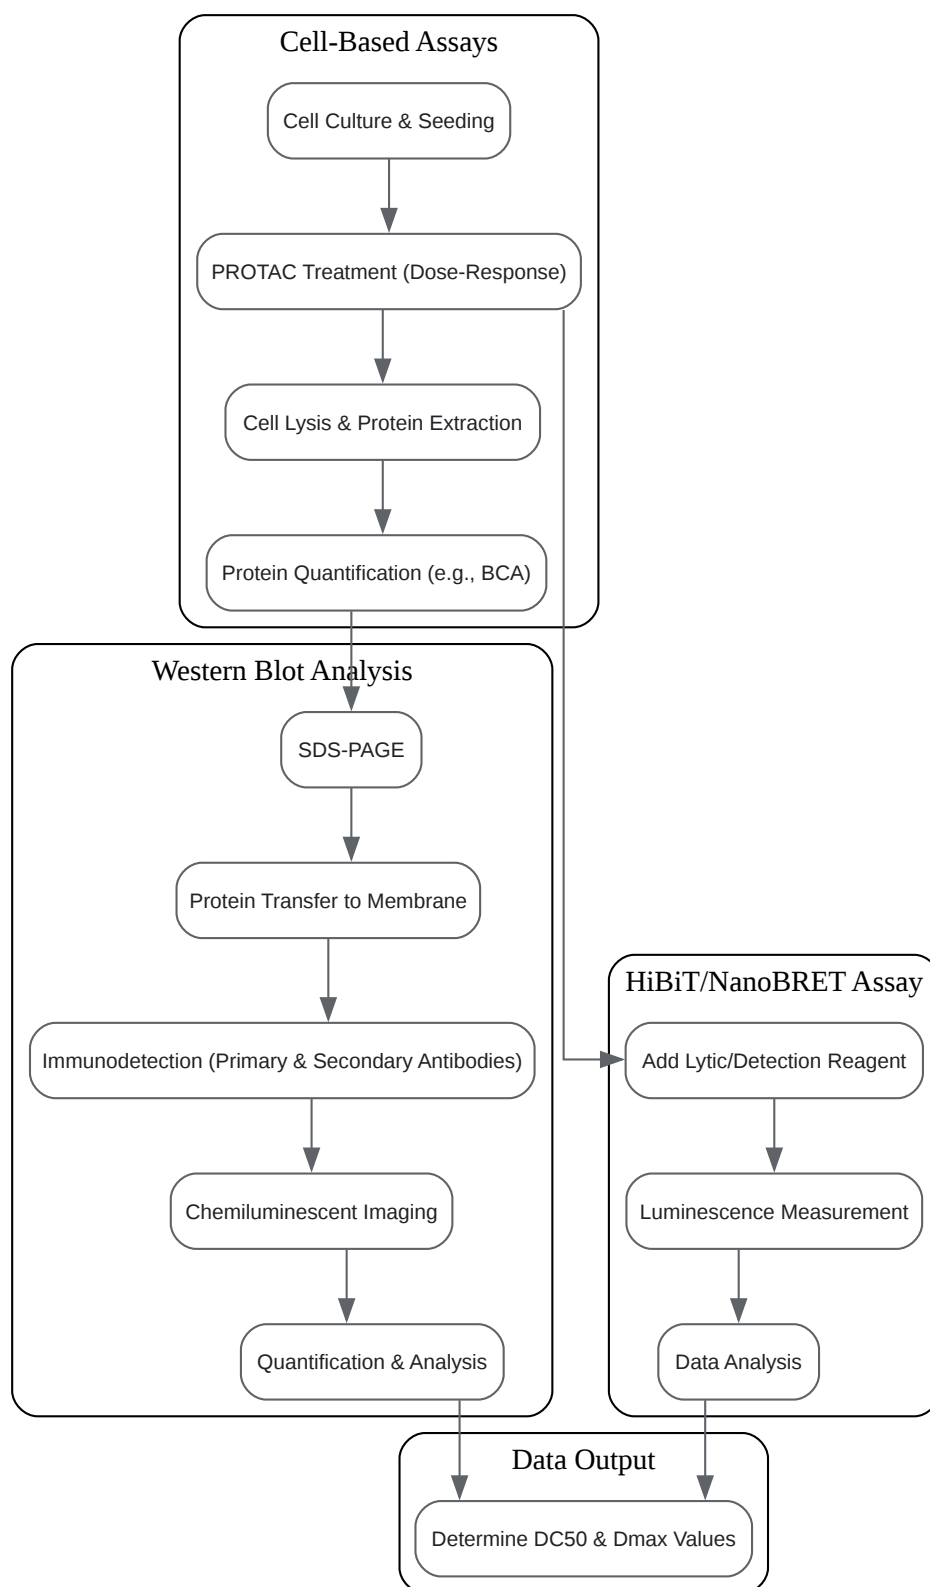 Cell-Based Assays
Cell Culture & Seeding
PROTAC Treatment (Dose-Response)
Cell Lysis & Protein Extraction
Protein Quantification (e.g., BCA)
Western Blot Analysis
SDS-PAGE
Protein Transfer to Membrane
Immunodetection (Primary & Secondary Antibodies)
Chemiluminescent Imaging
Quantification & Analysis
HiBiT/NanoBRET Assay
Add Lytic/Detection Reagent
Luminescence Measurement
Data Analysis
Data Output
Determine DC50 & Dmax Values